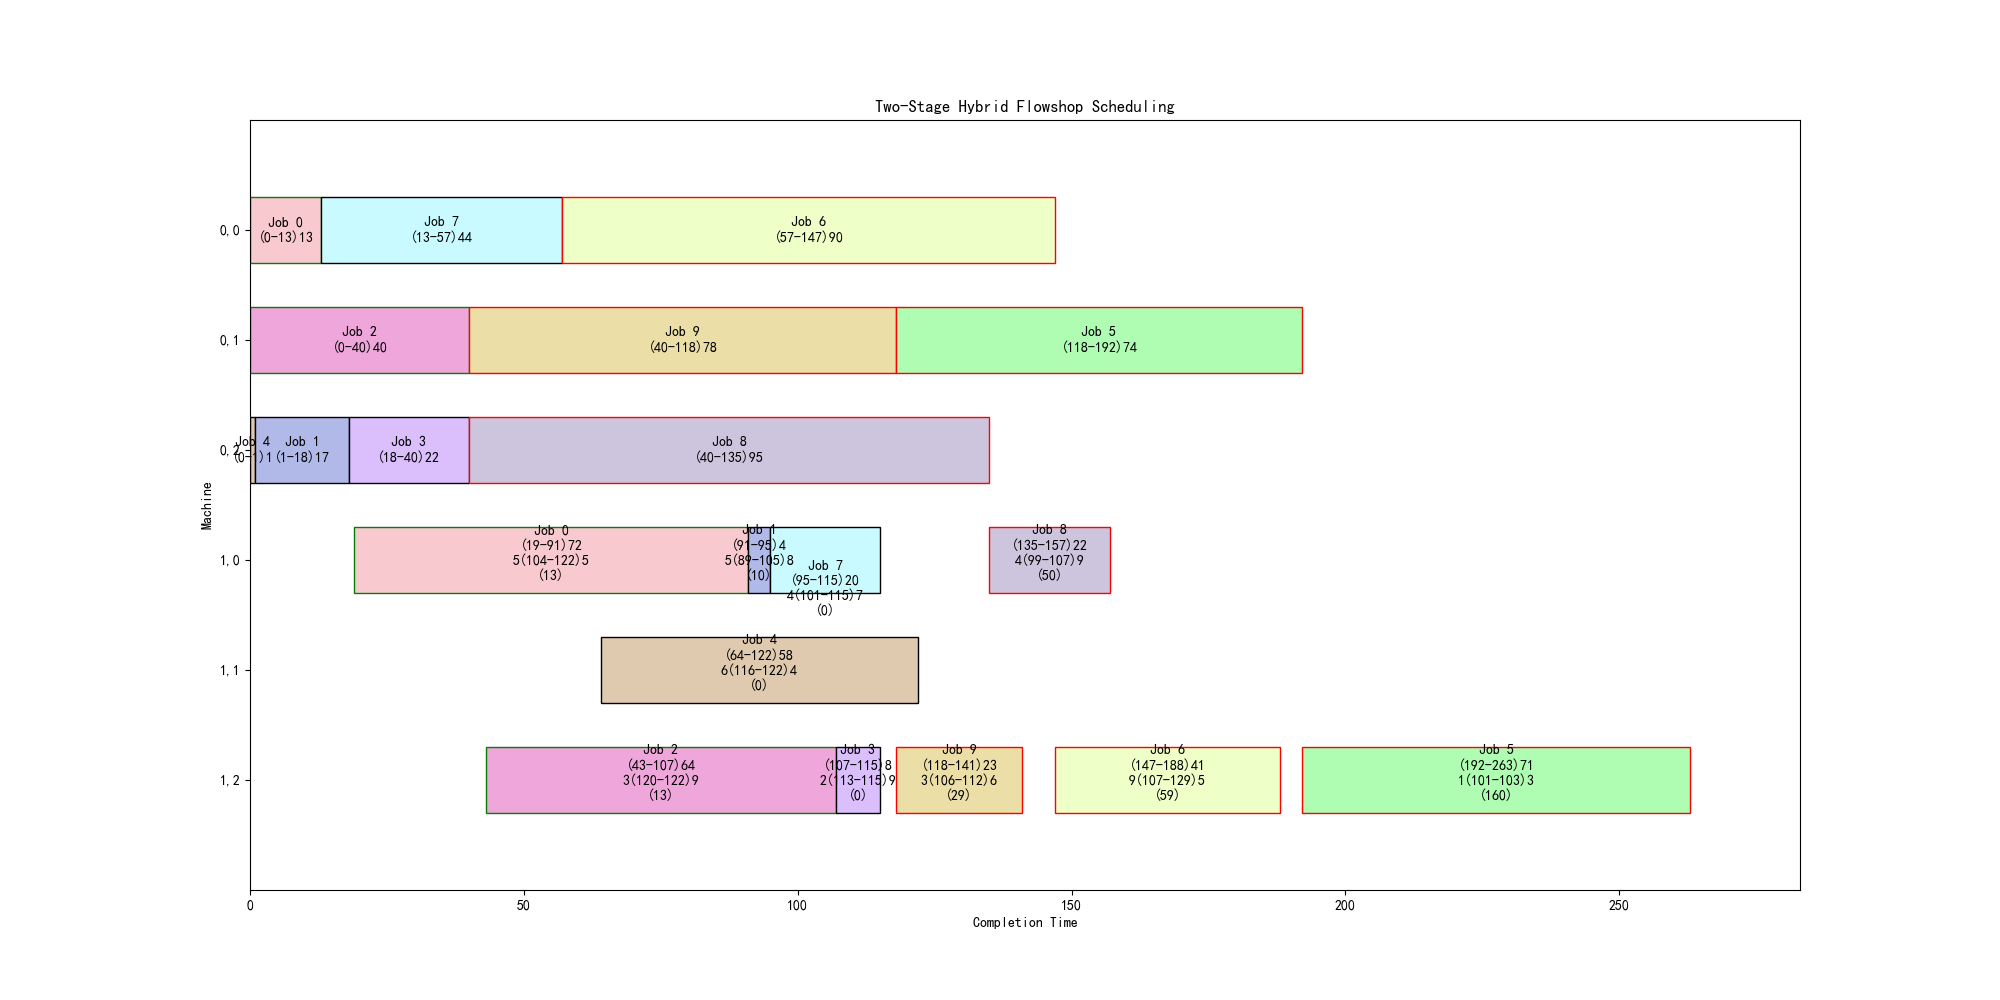 Two-Stage Hybrid Flowshop Scheduling
Machine
0,0
Job 0
(0-13)13
Job 7
(13-57)44
Job 6
(57-147)90
0,1
Job 2
(0-40)40
Job 9
(40-118)78
Job 5
(118-192)74
0,2
Job 4
(0-1)1
Job 1
(1-18)17
Job 3
(18-40)22
Job 8
(40-135)95
1,0
Job 0
(19-91)72
5(104-122)5
(13)
Job 1
(91-95)4
5(89-105)8
(10)
Job 7
(95-115)20
4(101-115)7
(0)
Job 8
(135-157)22
4(99-107)9
(50)
1,1
Job 4
(64-122)58
6(116-122)4
(0)
1,2
Job 2
(43-107)64
3(120-122)9
(13)
Job 3
(107-115)8
2(113-115)9
(0)
Job 9
(118-141)23
3(106-112)6
(29)
Job 6
(147-188)41
9(107-129)5
(59)
Job 5
(192-263)71
1(101-103)3
(160)
0
50
100
150
200
250
Completion Time